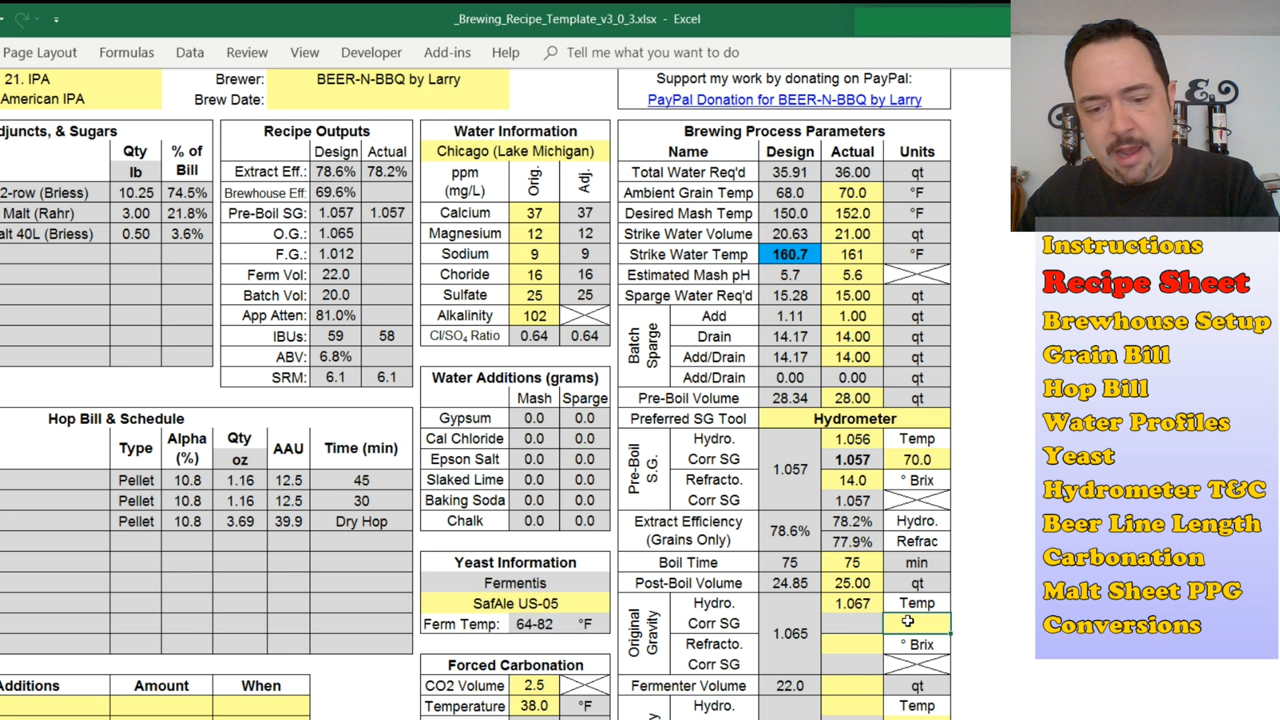 _Brewing_Recipe_Template_v3_0_3.xlsx - Excel
Page Layout Formulas Data Review View Developer Add-ins Help Tell me what you want to do
21. IPA Brewer: BEER-N-BBQ by Larry
American IPA Brew Date:
Support my work by donating on PayPal:
PayPal Donation for BEER-N-BBQ by Larry
djuncts, & Sugars
Qty % of
lb Bill
2-row (Briess) 10.25 74.5%
Malt (Rahr) 3.00 21.8%
alt 40L (Briess) 0.50 3.6%
Recipe Outputs
Design Actual
Extract Eff.: 78.6% 78.2%
Brewhouse Eff: 69.6%
Pre-Boil SG: 1.057 1.057
O.G.: 1.065
F.G.: 1.012
Ferm Vol: 22.0
Batch Vol: 20.0
App Atten: 81.0%
IBUs: 59 58
ABV: 6.8%
SRM: 6.1 6.1
Water Information
Chicago (Lake Michigan)
ppm (mg/L) Orig. Adj.
Calcium 37 37
Magnesium 12 12
Sodium 9 9
Choride 16 16
Sulfate 25 25
Alkalinity 102
Cl/SO₄ Ratio 0.64 0.64
Water Additions (grams)
Mash Sparge
Gypsum 0.0 0.0
Cal Chloride 0.0 0.0
Epson Salt 0.0 0.0
Slaked Lime 0.0 0.0
Baking Soda 0.0 0.0
Chalk 0.0 0.0
Yeast Information
Fermentis
SafAle US-05
Ferm Temp: 64-82 °F
Forced Carbonation
CO2 Volume 2.5
Temperature 38.0 °F
Hop Bill & Schedule
Type Alpha (%) Qty oz AAU Time (min)
Pellet 10.8 1.16 12.5 45
Pellet 10.8 1.16 12.5 30
Pellet 10.8 3.69 39.9 Dry Hop
Additions Amount When
Brewing Process Parameters
Name Design Actual Units
Total Water Req'd 35.91 36.00 qt
Ambient Grain Temp 68.0 70.0 °F
Desired Mash Temp 150.0 152.0 °F
Strike Water Volume 20.63 21.00 qt
Strike Water Temp 160.7 161 °F
Estimated Mash pH 5.7 5.6
Sparge Water Req'd 15.28 15.00 qt
Batch Sparge
Add 1.11 1.00 qt
Drain 14.17 14.00 qt
Add/Drain 14.17 14.00 qt
Add/Drain 0.00 0.00 qt
Pre-Boil Volume 28.34 28.00 qt
Preferred SG Tool Hydrometer
Pre-Boil S.G.
Hydro. 1.056 Temp
Corr SG 1.057 1.057 70.0
Refracto. 14.0 ° Brix
Corr SG 1.057
Extract Efficiency (Grains Only) 78.6% 78.2% Hydro.
77.9% Refrac
Boil Time 75 75 min
Post-Boil Volume 24.85 25.00 qt
Original Gravity
Hydro. 1.067 Temp
Corr SG 1.065
Refracto. ° Brix
Corr SG
Fermenter Volume 22.0 qt
Hydro. Temp
Instructions
Recipe Sheet
Brewhouse Setup
Grain Bill
Hop Bill
Water Profiles
Yeast
Hydrometer T&C
Beer Line Length
Carbonation
Malt Sheet PPG
Conversions